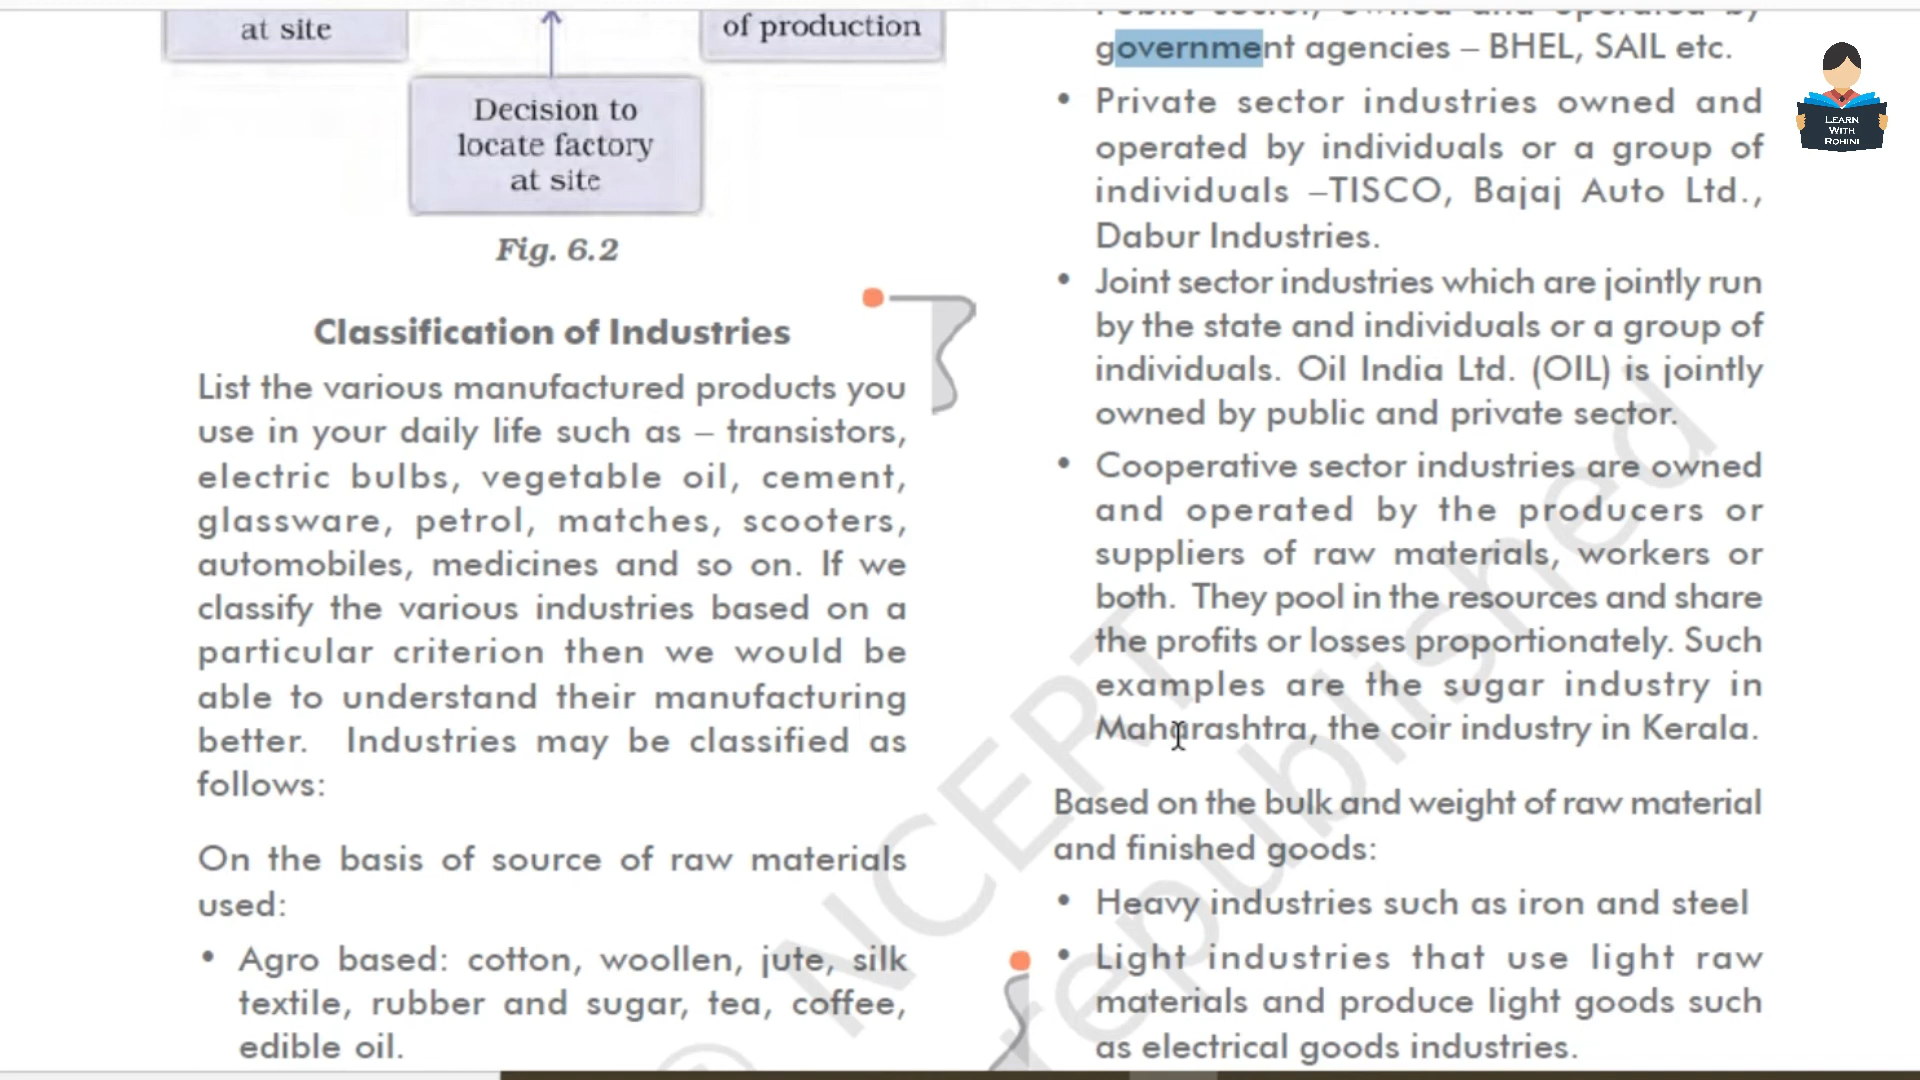 at site
of production
Decision to
locate factory
at site
Fig. 6.2
Classification of Industries
List the various manufactured products you
use in your daily life such as – transistors,
electric bulbs, vegetable oil, cement,
glassware, petrol, matches, scooters,
automobiles, medicines and so on. If we
classify the various industries based on a
particular criterion then we would be
able to understand their manufacturing
better. Industries may be classified as
follows:
On the basis of source of raw materials
used:
• Agro based: cotton, woollen, jute, silk
textile, rubber and sugar, tea, coffee,
edible oil.
Public sector, owned and operated by
government agencies – BHEL, SAIL etc.
• Private sector industries owned and
operated by individuals or a group of
individuals –TISCO, Bajaj Auto Ltd.,
Dabur Industries.
• Joint sector industries which are jointly run
by the state and individuals or a group of
individuals. Oil India Ltd. (OIL) is jointly
owned by public and private sector.
• Cooperative sector industries are owned
and operated by the producers or
suppliers of raw materials, workers or
both. They pool in the resources and share
the profits or losses proportionately. Such
examples are the sugar industry in
Maharashtra, the coir industry in Kerala.
Based on the bulk and weight of raw material
and finished goods:
• Heavy industries such as iron and steel
• Light industries that use light raw
materials and produce light goods such
as electrical goods industries.
LEARN
WITH
ROHINI
© NCERT
republished